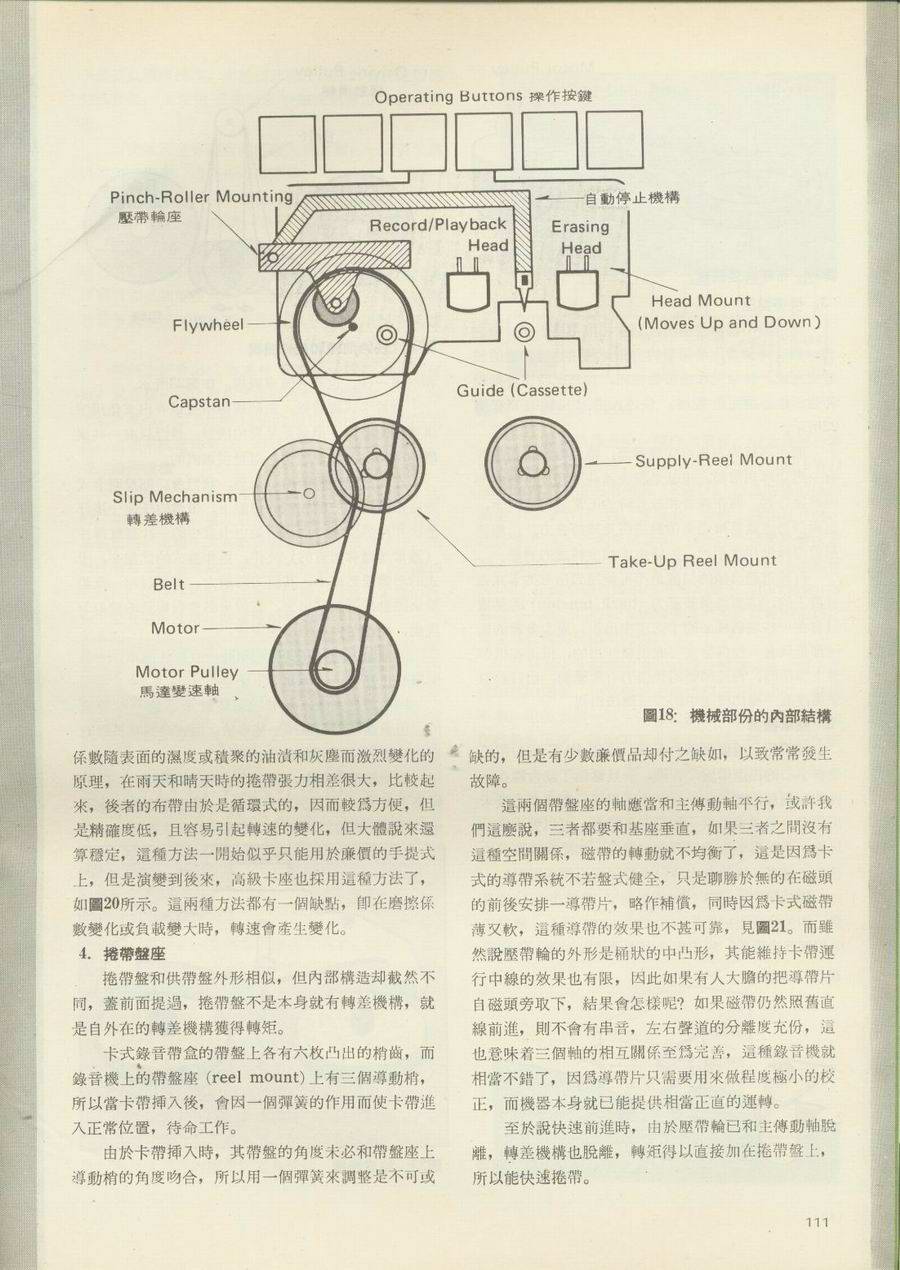 Operating Buttons 操作按鍵
Pinch-Roller Mounting
壓帶輪座
自動停止機構
Record/Playback
Head
Erasing
Head
Head Mount
(Moves Up and Down)
Flywheel
Capstan
Guide (Cassette)
Supply-Reel Mount
Slip Mechanism
轉差機構
Take-Up Reel Mount
Belt
Motor
Motor Pulley
馬達變速軸
圖18：機械部份的內部結構
係數隨表面的濕度或積聚的油漬和灰塵而激烈變化的
原理，在雨天和晴天時的捲帶張力相差很大，比較起
來，後者的布帶由於是循環式的，因而較爲方便，但
是精確度低，且容易引起轉速的變化，但大體說來還
算穩定，這種方法一開始似乎只能用於廉價的手提式
上，但是演變到後來，高級卡座也採用這種方法了，
如圖20所示。這兩種方法都有一個缺點，卽在磨擦係
數變化或負載變大時，轉速會產生變化。
4. 捲帶盤座
捲帶盤和供帶盤外形相似，但內部構造却截然不
同，蓋前面提過，捲帶盤不是本身就有轉差機構，就
是自外在的轉差機構獲得轉矩。
卡式錄音帶盒的帶盤上各有六枚凸出的梢齒，而
錄音機上的帶盤座 (reel mount) 上有三個導動梢，
所以當卡帶揷入後，會因一個彈簧的作用而使卡帶進
入正常位置，待命工作。
由於卡帶揷入時，其帶盤的角度未必和帶盤座上
導動梢的角度吻合，所以用一個彈簧來調整是不可或
缺的，但是有少數廉價品却付之缺如，以致常常發生
故障。
這兩個帶盤座的軸應當和主傳動軸平行，或許我
們這麽說，三者都要和基座垂直，如果三者之間沒有
這種空間關係，磁帶的轉動就不均衡了，這是因爲卡
式的導帶系統不若盤式健全，只是聊勝於無的在磁頭
的前後安排一導帶片，略作補償，同時因爲卡式磁帶
薄又軟，這種導帶的效果也不甚可靠，見圖21。而雖
然說壓帶輪的外形是桶狀的中凸形，其能維持卡帶運
行中線的效果也有限，因此如果有人大膽的把導帶片
自磁頭旁取下，結果會怎樣呢？如果磁帶仍然照舊直
線前進，則不會有串音，左右聲道的分離度充份，這
也意味着三個軸的相互關係至爲完善，這種錄音機就
相當不錯了，因爲導帶片只需要用來做程度極小的校
正，而機器本身就已能提供相當正直的運轉。
至於說快速前進時，由於壓帶輪已和主傳動軸脫
離，轉差機構也脫離，轉矩得以直接加在捲帶盤上，
所以能快速捲帶。
111